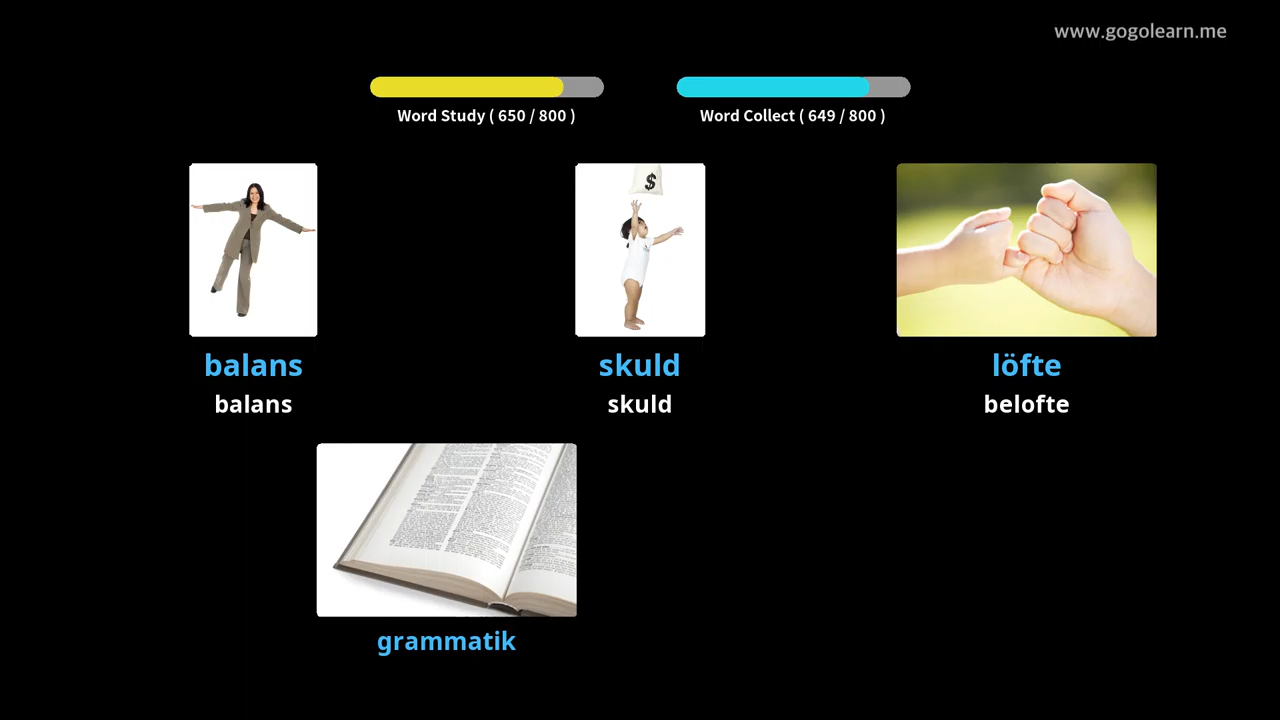 www.gogolearn.me
Word Study ( 650 / 800 )
Word Collect ( 649 / 800 )
$
balans
balans
skuld
skuld
löfte
belofte
grammatik